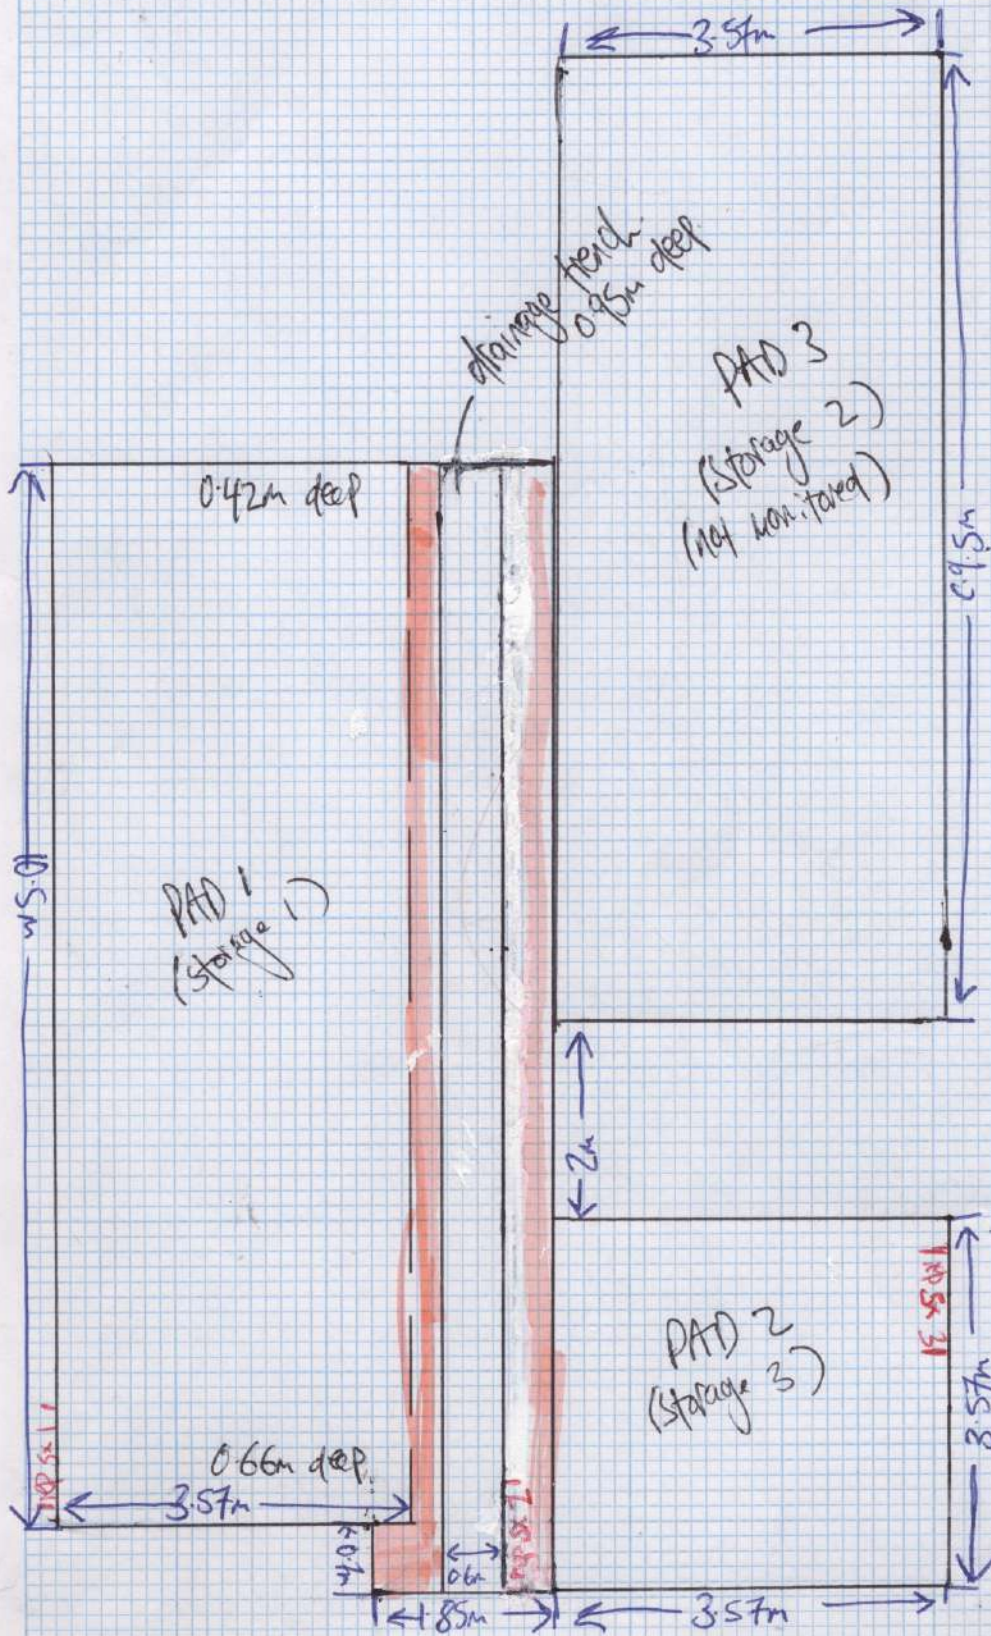 3.57m
drainage trench
0.95m deep
PAD 3
(storage 2)
(not monitored)
c.9.5m
0.42m deep
PAD 1
(storage 1)
2m
PAD 2
(storage 3)
3.57m
0.66m deep
3.57m
0.6m
1.85m
3.57m